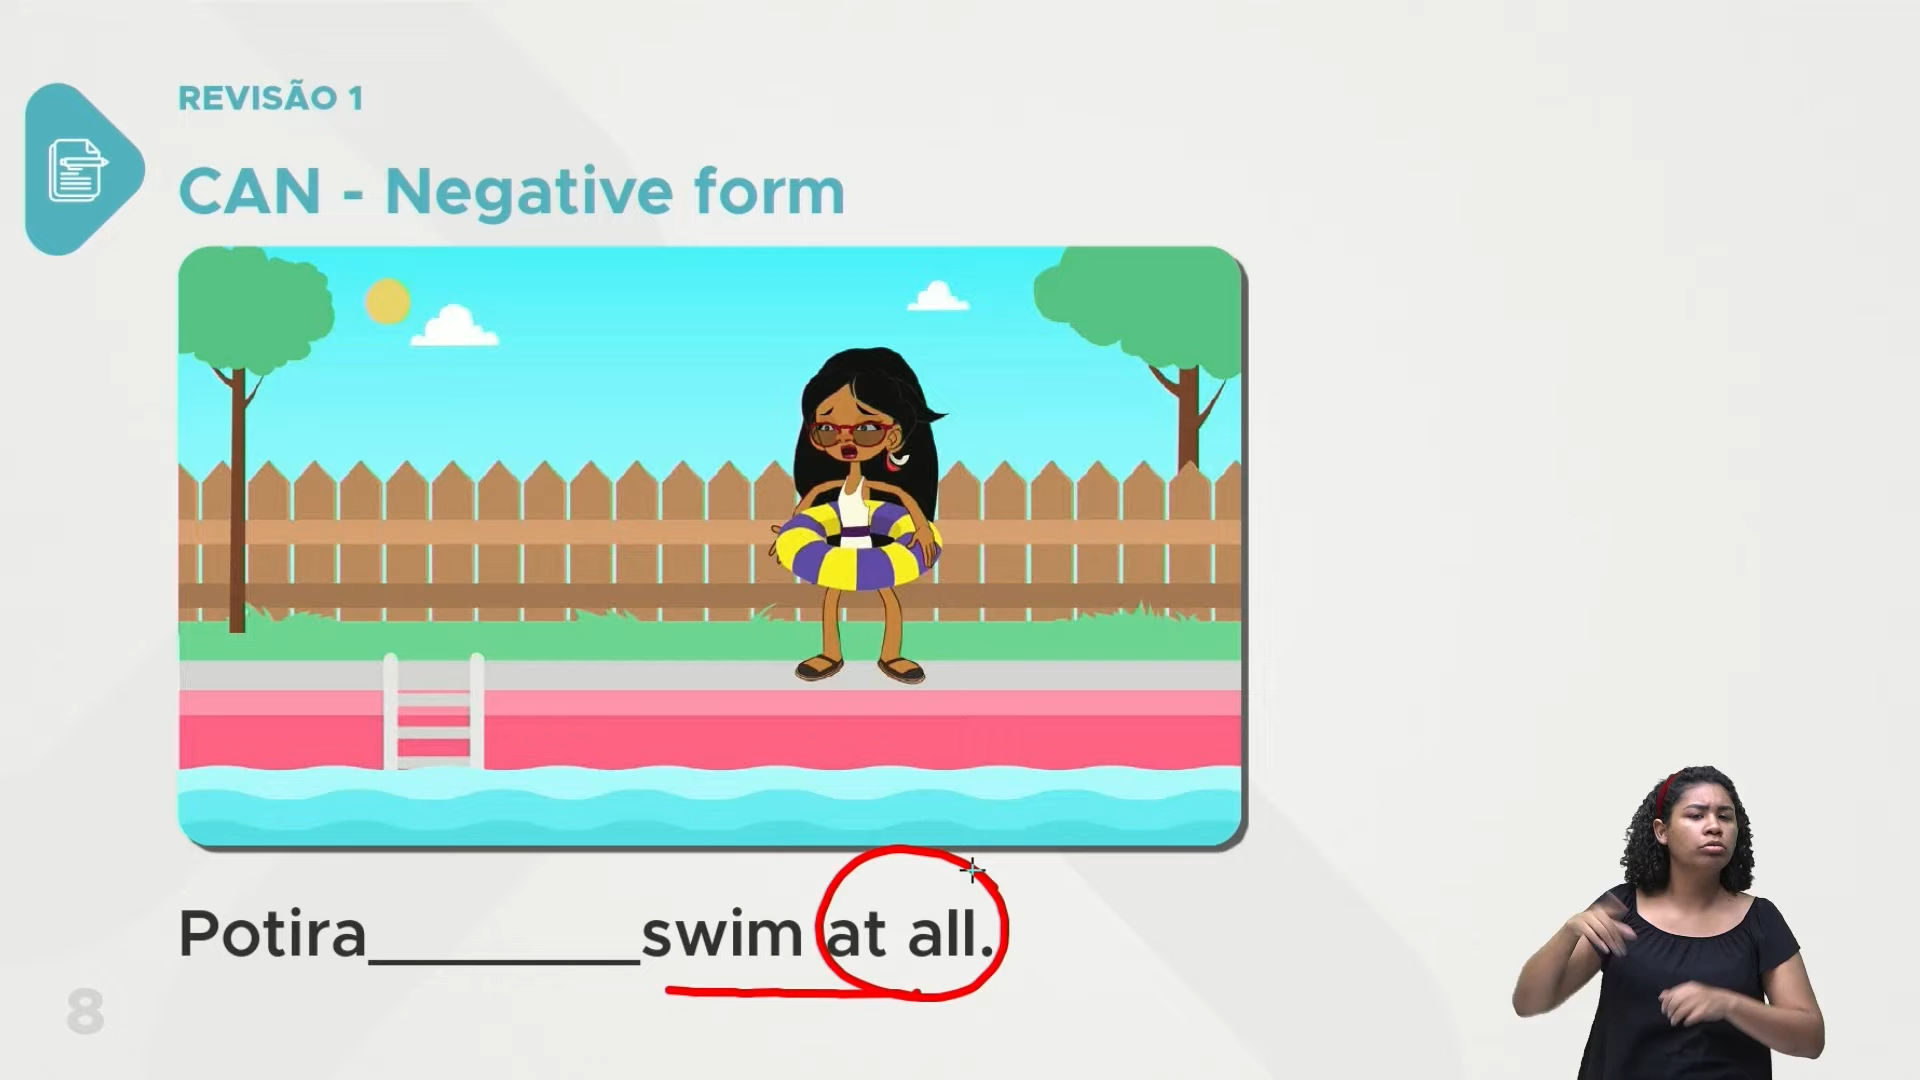 REVISÃO 1
CAN - Negative form
Potira________swim at all.
8